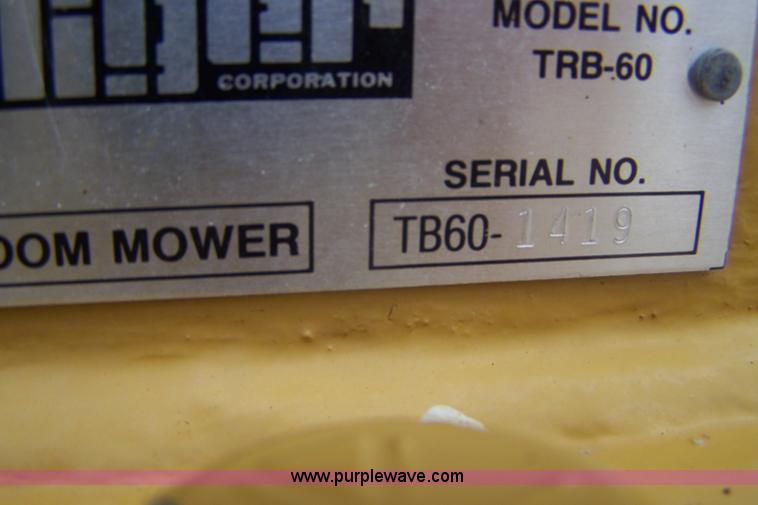 MODEL NO.
TRB-60
CORPORATION
SERIAL NO.
OOM MOWER
TB60-1419
www.purplewave.com